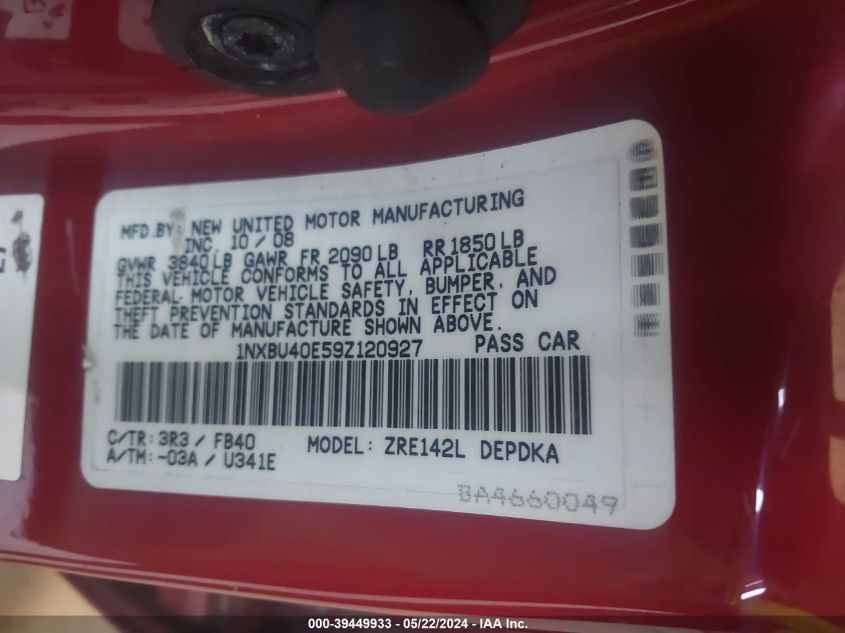 MFD.BY: NEW UNITED MOTOR MANUFACTURING
INC. 10 / 08
GVWR 3840 LB GAWR FR 2090 LB RR 1850 LB
THIS VEHICLE CONFORMS TO ALL APPLICABLE
FEDERAL MOTOR VEHICLE SAFETY, BUMPER, AND
THEFT PREVENTION STANDARDS IN EFFECT ON
THE DATE OF MANUFACTURE SHOWN ABOVE.
1NXBU40E59Z120927 PASS CAR
C/TR: 3R3 / FB40 MODEL: ZRE142L DEPDKA
A/TM: -03A / U341E
BA4660049
000-39449933 - 05/22/2024 - IAA Inc.